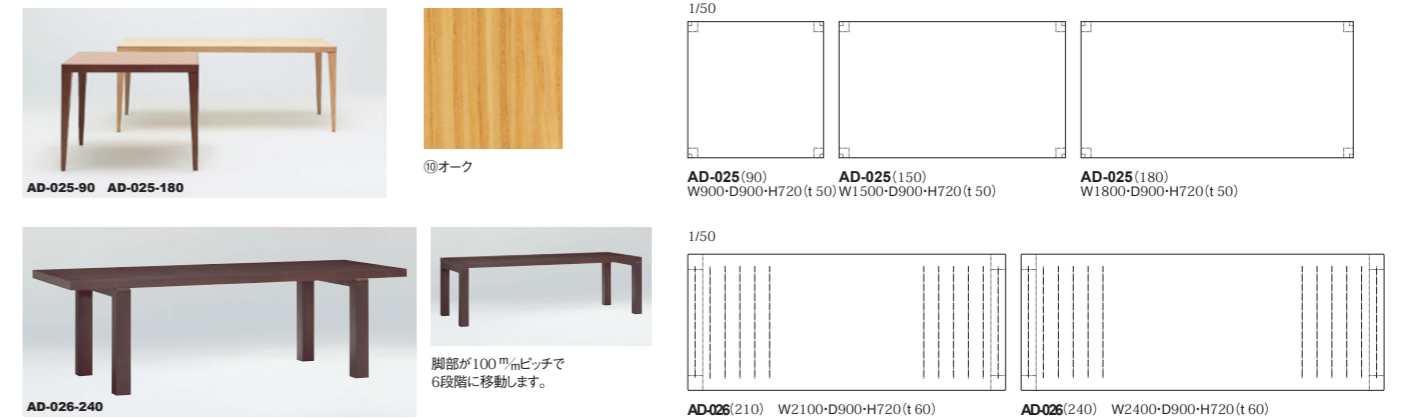 AD-025-90 AD-025-180
⑩オーク
1/50
AD-025(90)
W900・D900・H720(t 50)
AD-025(150)
W1500・D900・H720(t 50)
AD-025(180)
W1800・D900・H720(t 50)
AD-026-240
脚部が100 m/mピッチで
6段階に移動します。
1/50
AD-026(210) W2100・D900・H720(t 60)
AD-026(240) W2400・D900・H720(t 60)